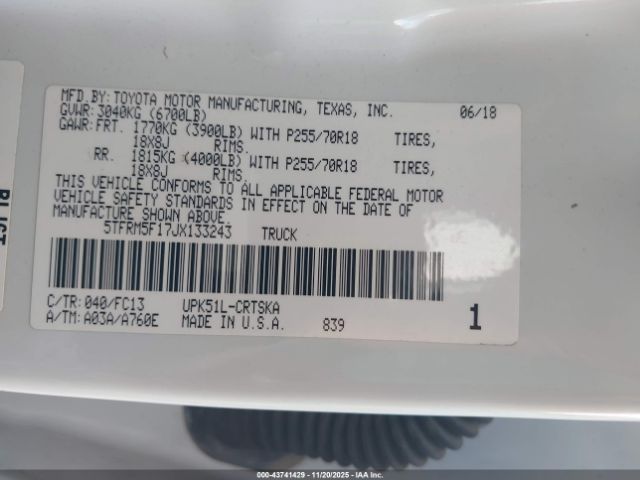 MFD.BY: TOYOTA MOTOR MANUFACTURING, TEXAS, INC. 06/18
GVWR: 3040KG (6700LB)
GAWR: FRT. 1770KG (3900LB) WITH P255/70R18 TIRES,
18X8J RIMS.
RR. 1815KG (4000LB) WITH P255/70R18 TIRES,
18X8J RIMS.
THIS VEHICLE CONFORMS TO ALL APPLICABLE FEDERAL MOTOR
VEHICLE SAFETY STANDARDS IN EFFECT ON THE DATE OF
MANUFACTURE SHOWN ABOVE.
5TFRM5F17JX133243 TRUCK
C/TR: 040/FC13 UPK51L-CRTSKA
A/TM: A03A/A760E MADE IN U.S.A. 839 1
000-43741429 - 11/20/2025 - IAAI.COM